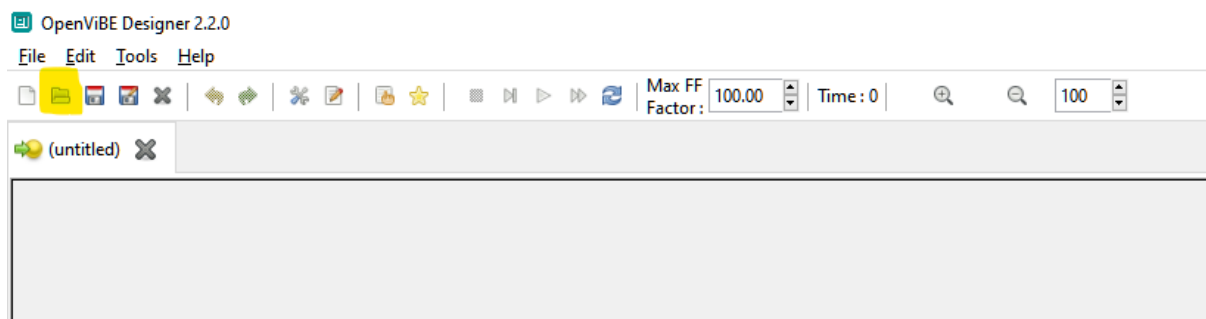 OpenViBE Designer 2.2.0
File Edit Tools Help
Max FF Factor : 100.00 Time : 0 100
(untitled)